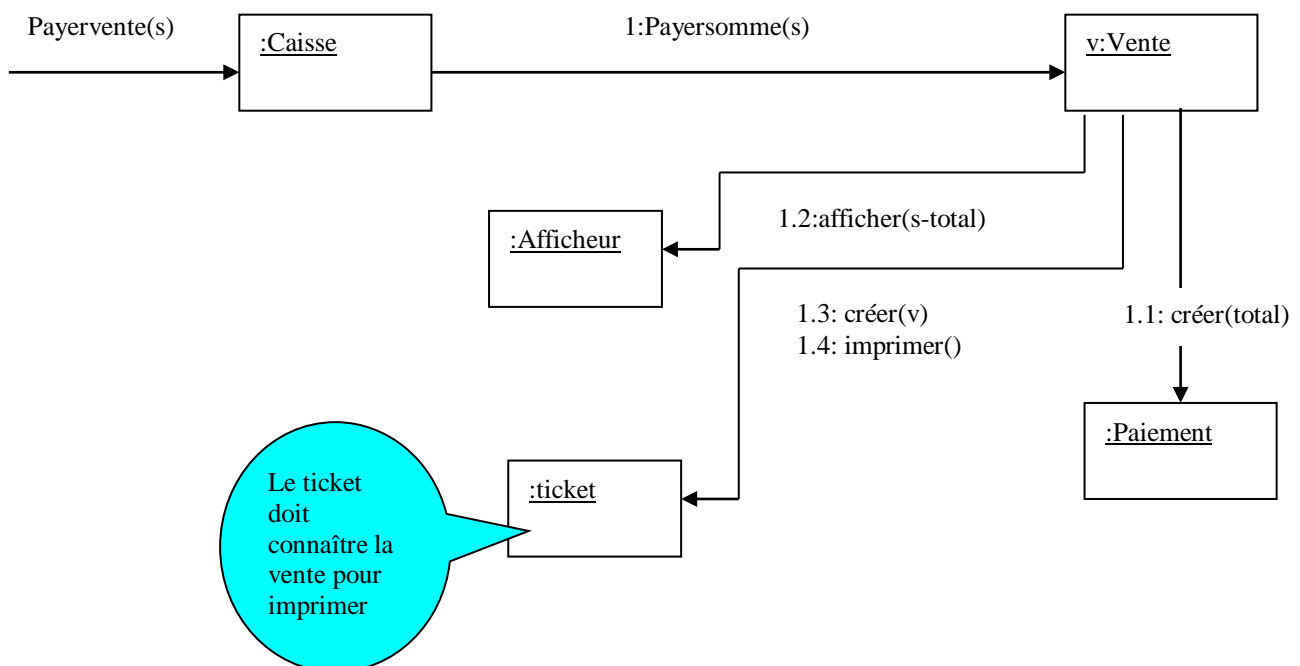 Payervente(s)
:Caisse
1:Payersomme(s)
v:Vente
1.2:afficher(s-total)
:Afficheur
1.3: créer(v)
1.4: imprimer()
1.1: créer(total)
:Paiement
:ticket
Le ticket
doit
connaître la
vente pour
imprimer